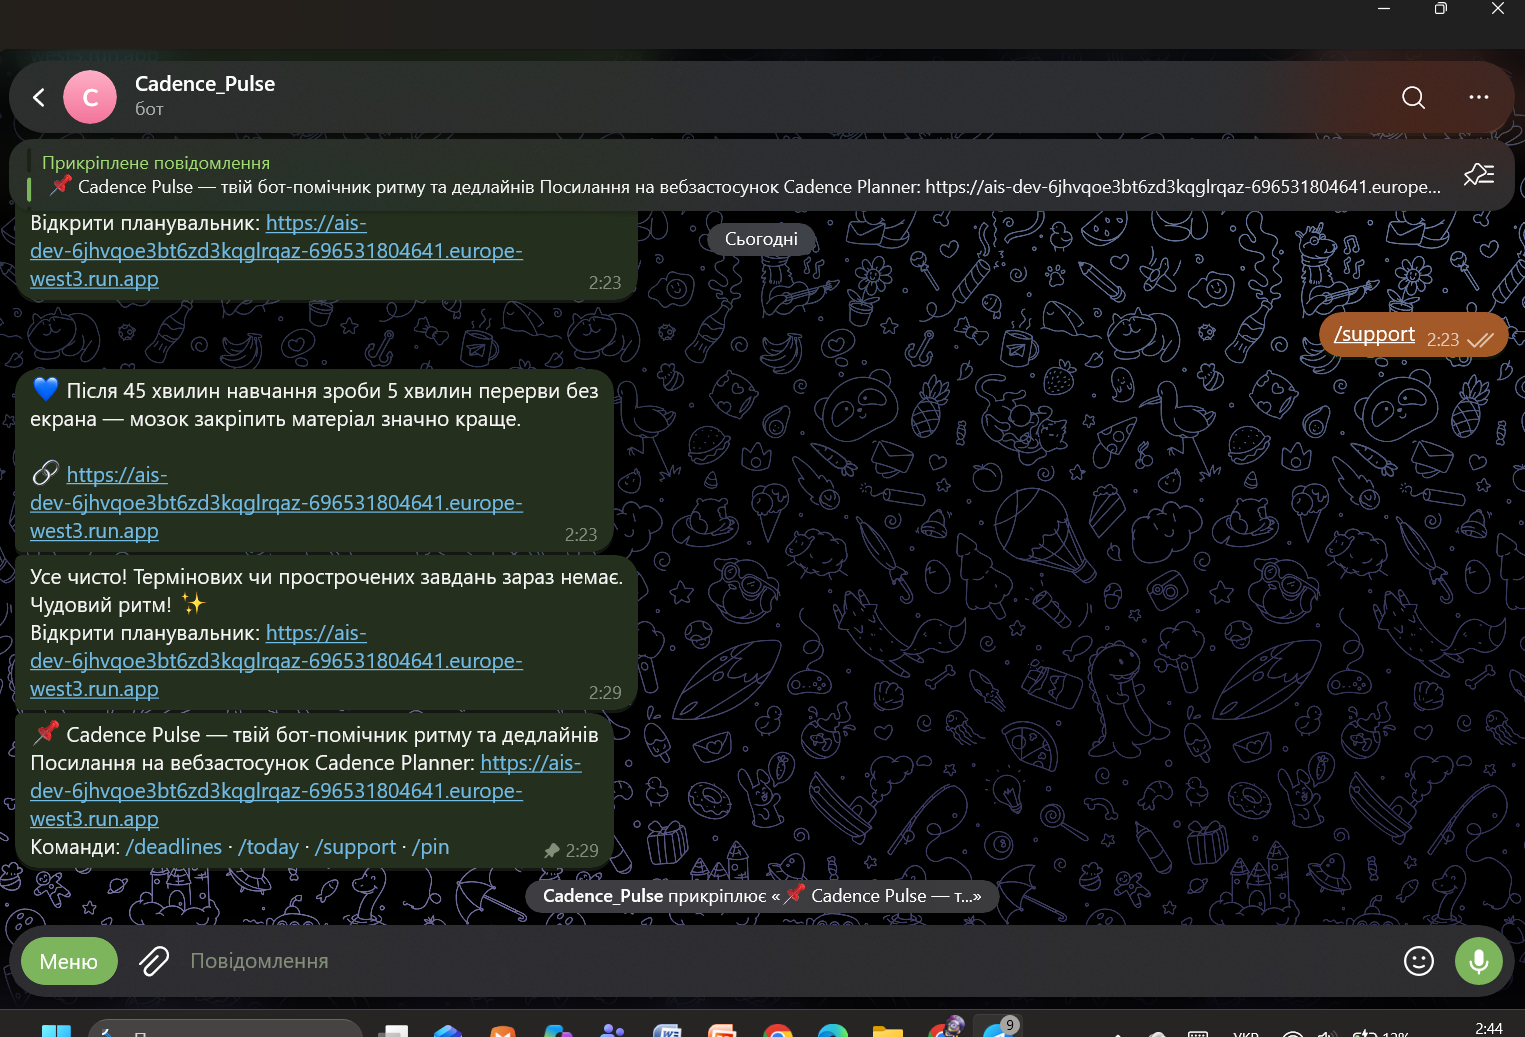 Cadence_Pulse
бот
Прикріплене повідомлення
📌 Cadence Pulse — твій бот-помічник ритму та дедлайнів Посилання на вебзастосунок Cadence Planner: https://ais-dev-6jhvqoe3bt6zd3kqglrqaz-696531804641.europe...
Відкрити планувальник: https://ais-
dev-6jhvqoe3bt6zd3kqglrqaz-696531804641.europe-
west3.run.app
2:23
Сьогодні
/support 2:23
💙 Після 45 хвилин навчання зроби 5 хвилин перерви без
екрана — мозок закріпить матеріал значно краще.
🔗 https://ais-
dev-6jhvqoe3bt6zd3kqglrqaz-696531804641.europe-
west3.run.app
2:23
Усе чисто! Термінових чи прострочених завдань зараз немає.
Чудовий ритм! ✨
Відкрити планувальник: https://ais-
dev-6jhvqoe3bt6zd3kqglrqaz-696531804641.europe-
west3.run.app
2:29
📌 Cadence Pulse — твій бот-помічник ритму та дедлайнів
Посилання на вебзастосунок Cadence Planner: https://ais-
dev-6jhvqoe3bt6zd3kqglrqaz-696531804641.europe-
west3.run.app
Команди: /deadlines · /today · /support · /pin
2:29
Cadence_Pulse прикріплює «📌 Cadence Pulse — т...»
Меню
Повідомлення
9
2:44